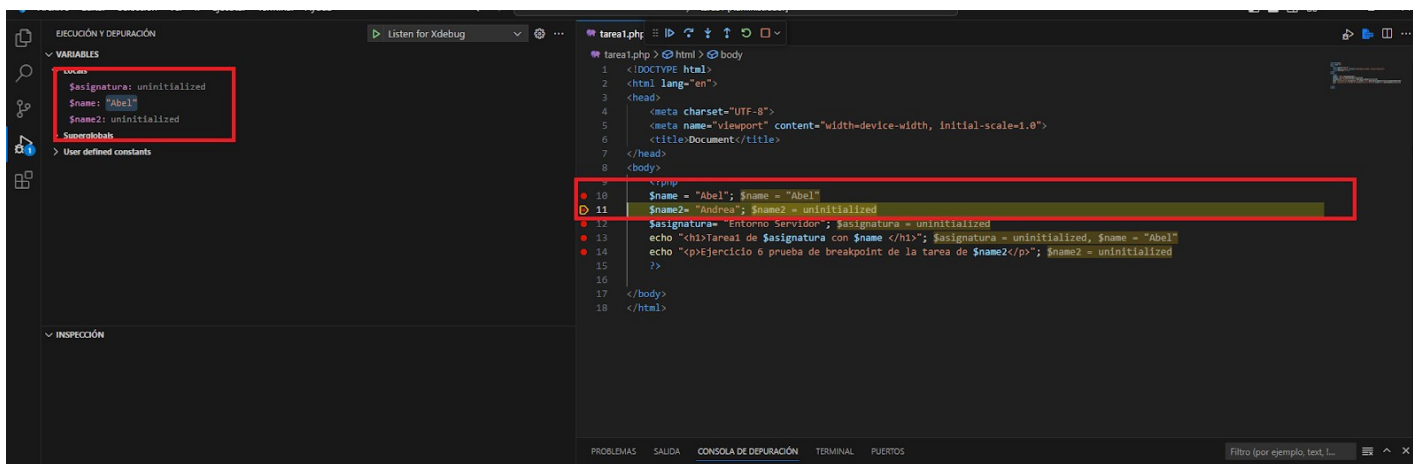 EJECUCIÓN Y DEPURACIÓN
Listen for Xdebug
VARIABLES
Locals
$asignatura: uninitialized
$name: "Abel"
$name2: uninitialized
Superglobals
User defined constants
1
INSPECCIÓN
tarea1.php
tarea1.php > html > body
1 <!DOCTYPE html>
2 <html lang="en">
3 <head>
4 <meta charset="UTF-8">
5 <meta name="viewport" content="width=device-width, initial-scale=1.0">
6 <title>Document</title>
7 </head>
8 <body>
9 <?php
10 $name = "Abel"; $name = "Abel"
11 $name2= "Andrea"; $name2 = uninitialized
12 $asignatura= "Entorno Servidor"; $asignatura = uninitialized
13 echo "<h1>Tarea1 de $asignatura con $name </h1>"; $asignatura = uninitialized, $name = "Abel"
14 echo "<p>Ejercicio 6 prueba de breakpoint de la tarea de $name2</p>"; $name2 = uninitialized
15 ?>
16
17 </body>
18 </html>
PROBLEMAS SALIDA CONSOLA DE DEPURACIÓN TERMINAL PUERTOS
Filtro (por ejemplo, text, !...